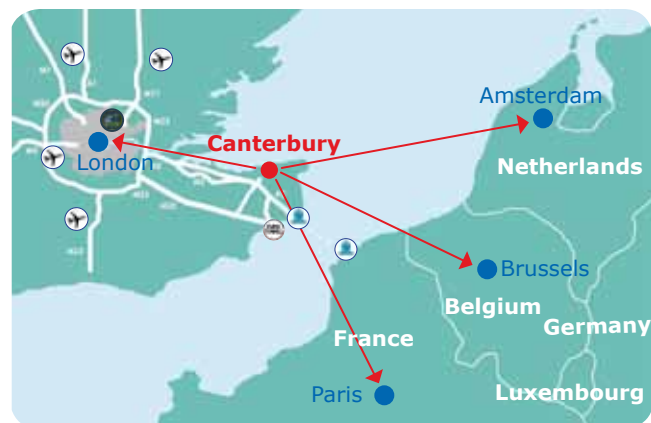 Amsterdam
Canterbury
London
Netherlands
Brussels
Belgium
Germany
France
Paris
Luxembourg